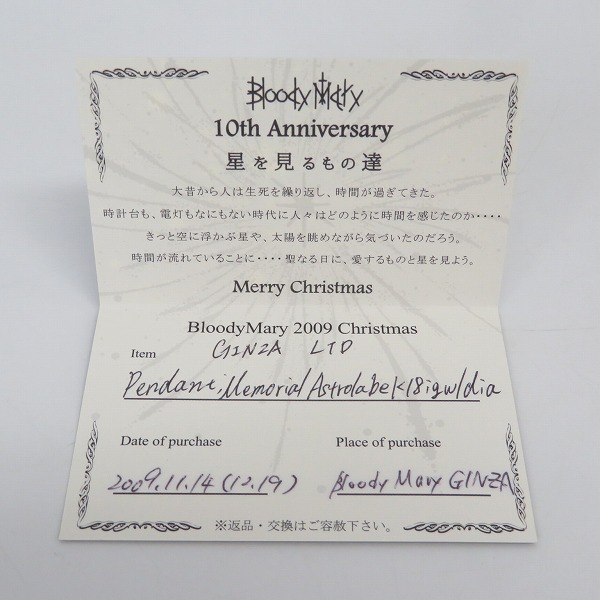 Bloody Mary
10th Anniversary
星を見るもの達
大昔から人は生死を繰り返し、時間が過ぎてきた。
時計台も、電灯もなにもない時代に人々はどのように時間を感じたのか････
きっと空に浮かぶ星や、太陽を眺めながら気づいたのだろう。
時間が流れていることに････聖なる日に、愛するものと星を見よう。
Merry Christmas
BloodyMary 2009 Christmas
Item GINZA LTD
Pendant, Memorial Astrolabe K18 igw/dia
Date of purchase Place of purchase
2009.11.14(12.19) Bloody Mary GINZA
※返品・交換はご容赦下さい。